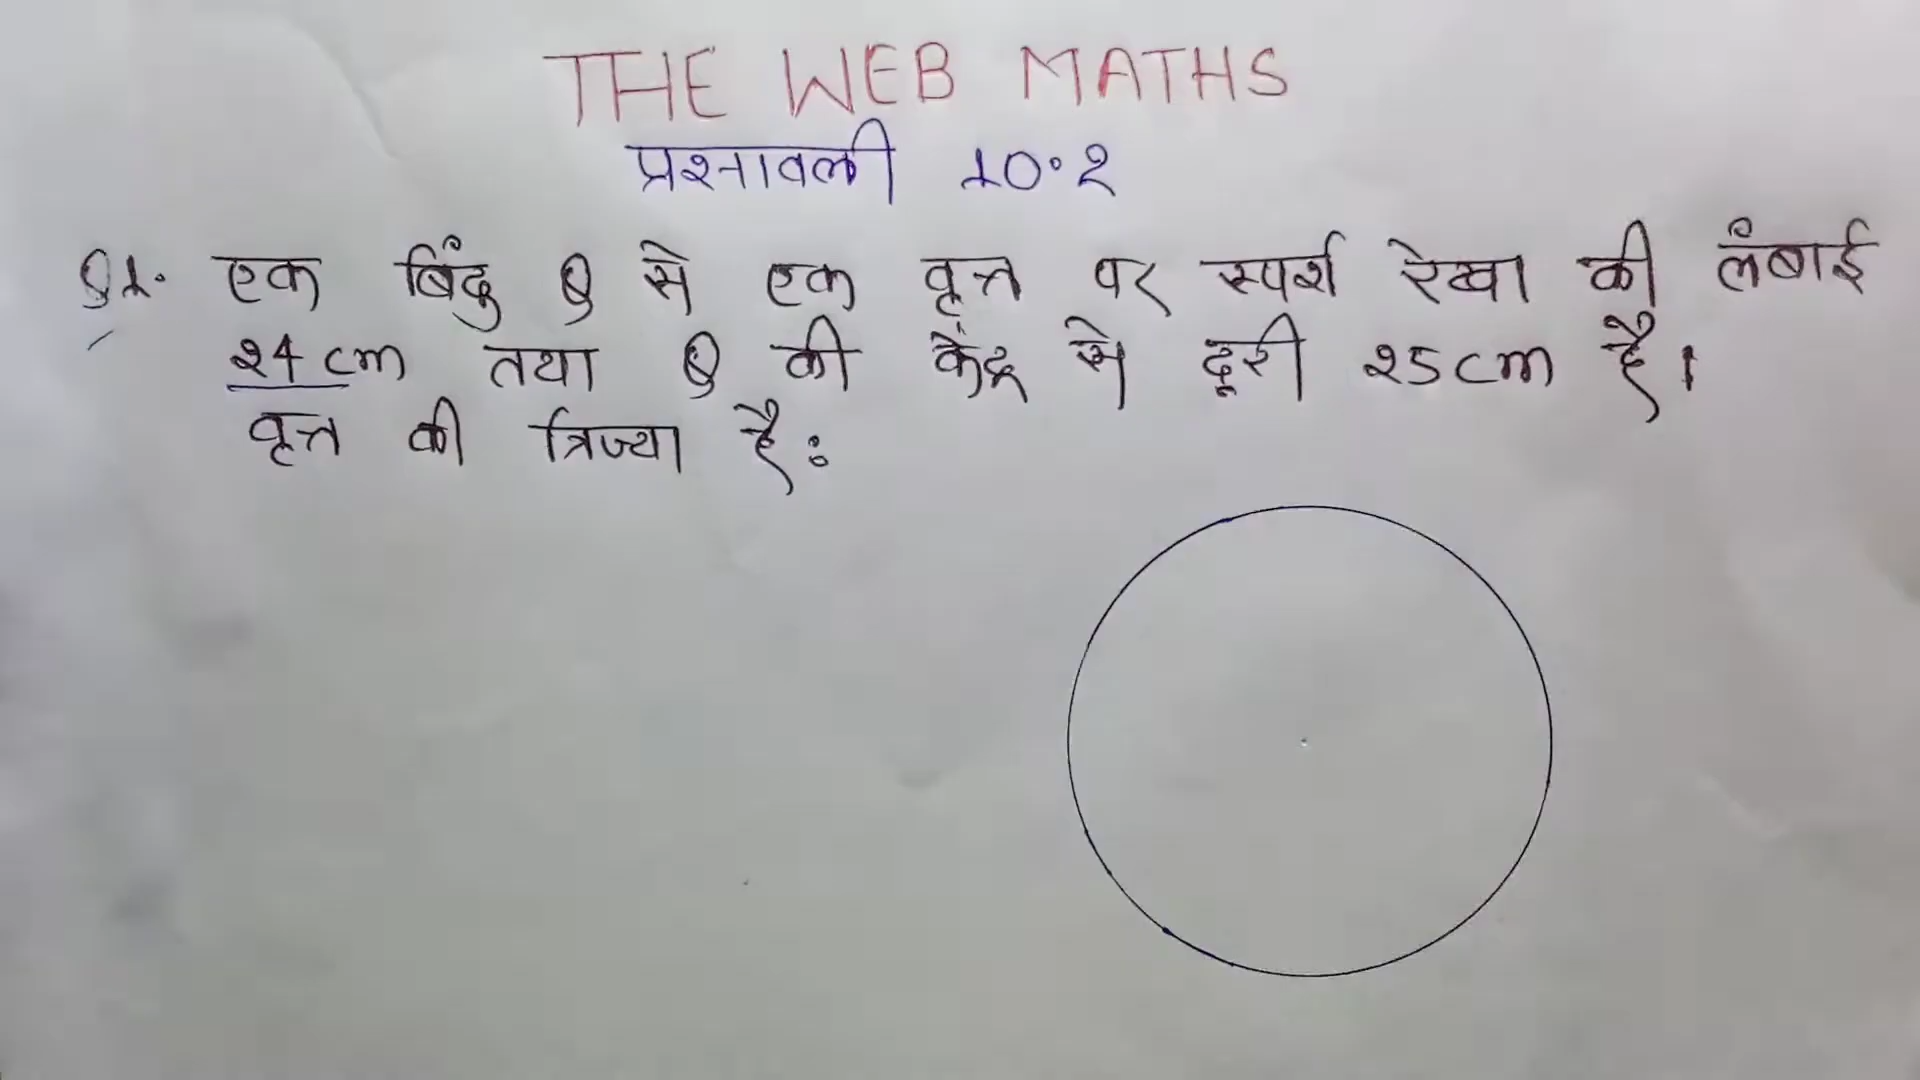 THE WEB MATHS
प्रश्नावली 10.2
Q1. एक बिंदु Q से एक वृत्त पर स्पर्श रेखा की लंबाई
24 cm तथा Q की केंद्र से दूरी 25 cm है।
वृत्त की त्रिज्या है: